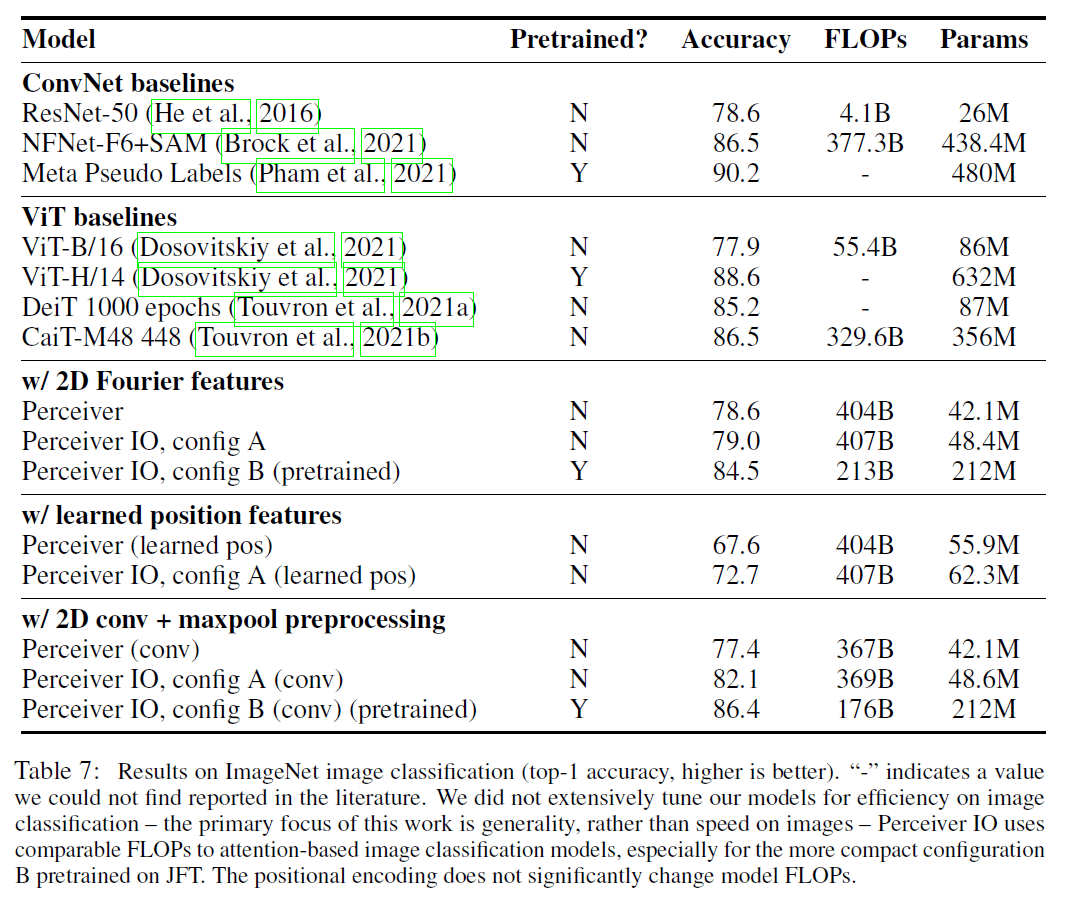 Model Pretrained? Accuracy FLOPs Params
ConvNet baselines
ResNet-50 (He et al., 2016) N 78.6 4.1B 26M
NFNet-F6+SAM (Brock et al., 2021) N 86.5 377.3B 438.4M
Meta Pseudo Labels (Pham et al., 2021) Y 90.2 - 480M
ViT baselines
ViT-B/16 (Dosovitskiy et al., 2021) N 77.9 55.4B 86M
ViT-H/14 (Dosovitskiy et al., 2021) Y 88.6 - 632M
DeiT 1000 epochs (Touvron et al., 2021a) N 85.2 - 87M
CaiT-M48 448 (Touvron et al., 2021b) N 86.5 329.6B 356M
w/ 2D Fourier features
Perceiver N 78.6 404B 42.1M
Perceiver IO, config A N 79.0 407B 48.4M
Perceiver IO, config B (pretrained) Y 84.5 213B 212M
w/ learned position features
Perceiver (learned pos) N 67.6 404B 55.9M
Perceiver IO, config A (learned pos) N 72.7 407B 62.3M
w/ 2D conv + maxpool preprocessing
Perceiver (conv) N 77.4 367B 42.1M
Perceiver IO, config A (conv) N 82.1 369B 48.6M
Perceiver IO, config B (conv) (pretrained) Y 86.4 176B 212M
Table 7: Results on ImageNet image classification (top-1 accuracy, higher is better). “-” indicates a value
we could not find reported in the literature. We did not extensively tune our models for efficiency on image
classification – the primary focus of this work is generality, rather than speed on images – Perceiver IO uses
comparable FLOPs to attention-based image classification models, especially for the more compact configuration
B pretrained on JFT. The positional encoding does not significantly change model FLOPs.